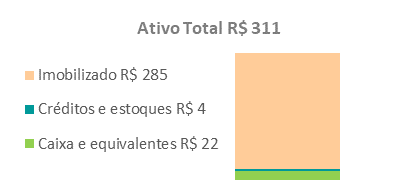 Ativo Total R$ 311
Imobilizado R$ 285
Créditos e estoques R$ 4
Caixa e equivalentes R$ 22